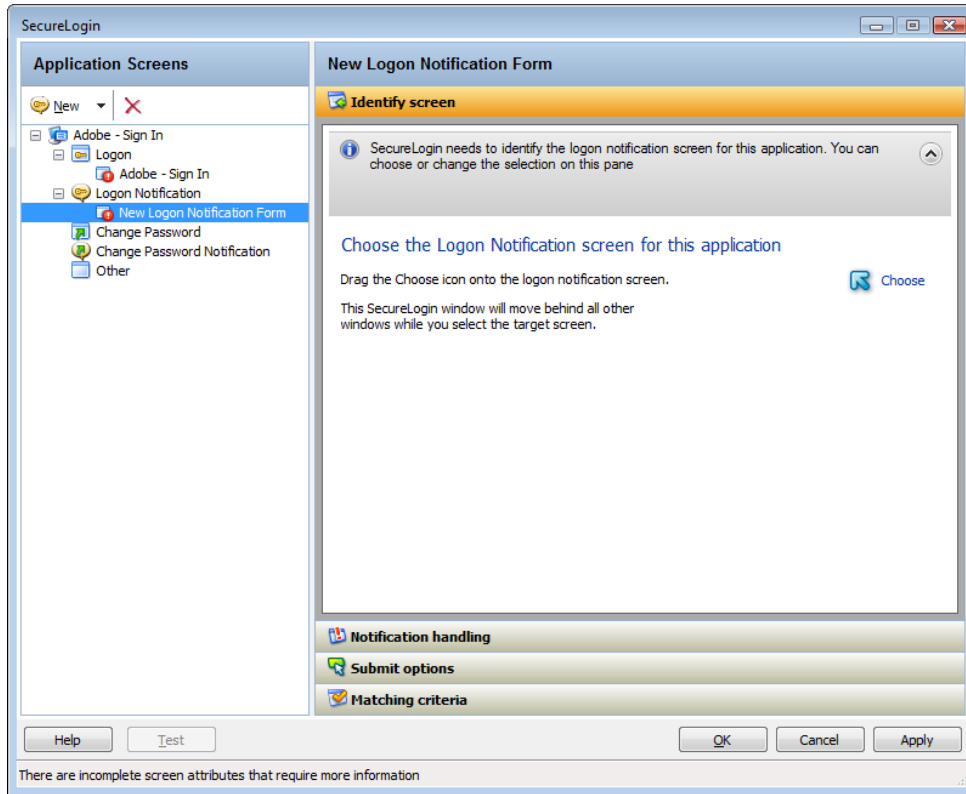 SecureLogin
Application Screens
New
Adobe - Sign In
Logon
Adobe - Sign In
Logon Notification
New Logon Notification Form
Change Password
Change Password Notification
Other
New Logon Notification Form
Identify screen
SecureLogin needs to identify the logon notification screen for this application. You can
choose or change the selection on this pane
Choose the Logon Notification screen for this application
Drag the Choose icon onto the logon notification screen.
Choose
This SecureLogin window will move behind all other
windows while you select the target screen.
Notification handling
Submit options
Matching criteria
Help
Test
OK
Cancel
Apply
There are incomplete screen attributes that require more information